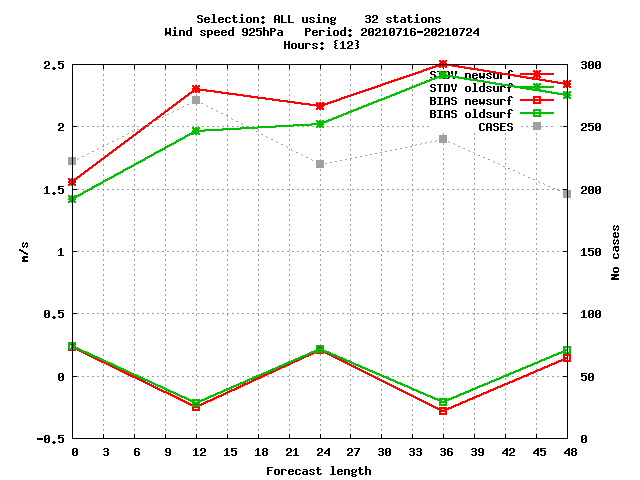 Selection: ALL using    32 stations
Wind speed 925hPa   Period: 20210716-20210724
Hours: {12}
STDV newsurf
STDV oldsurf
BIAS newsurf
BIAS oldsurf
CASES
2.5
2
1.5
1
0.5
0
-0.5
m/s
300
250
200
150
100
50
0
No cases
0 3 6 9 12 15 18 21 24 27 30 33 36 39 42 45 48
Forecast length